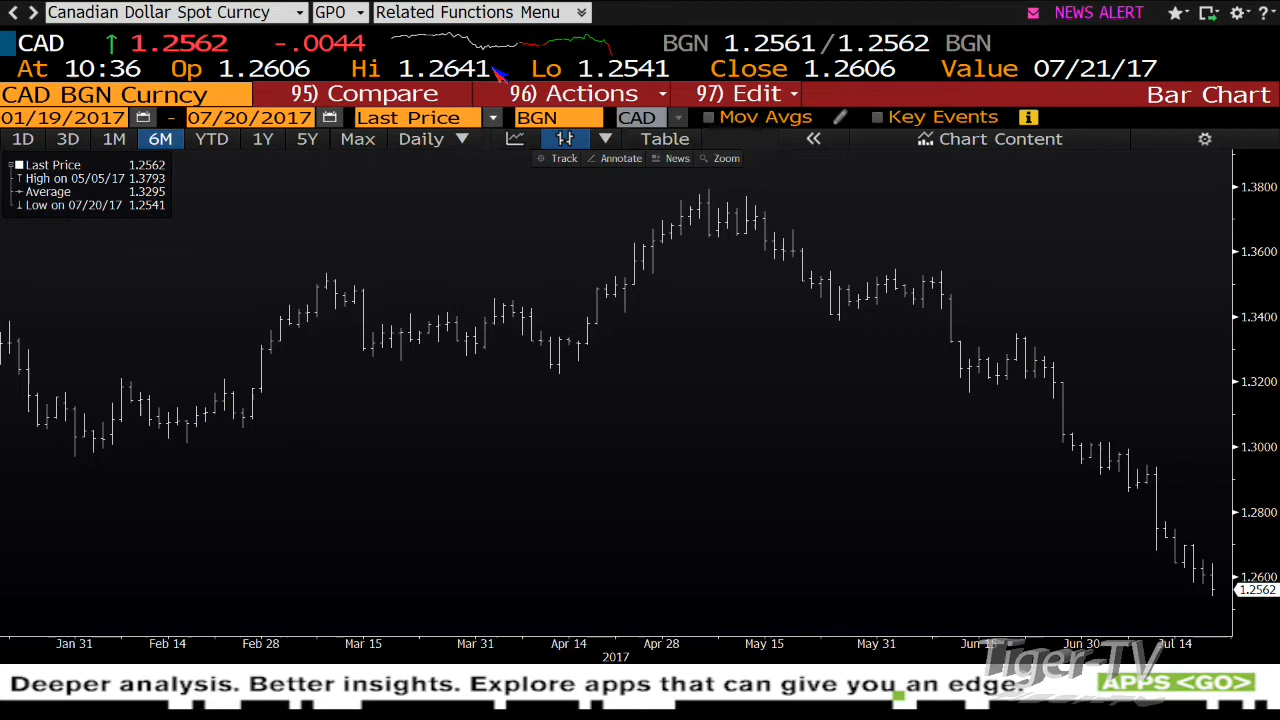 Canadian Dollar Spot Curncy GPO Related Functions Menu NEWS ALERT ?
CAD ↑ 1.2562 -.0044 BGN 1.2561/1.2562 BGN
At 10:36 Op 1.2606 Hi 1.2641 Lo 1.2541 Close 1.2606 Value 07/21/17
CAD BGN Curncy 95) Compare 96) Actions 97) Edit Bar Chart
01/19/2017 - 07/20/2017 Last Price BGN CAD Mov Avgs Key Events i
1D 3D 1M 6M YTD 1Y 5Y Max Daily Table « Chart Content
Track Annotate News Zoom
Last Price 1.2562
High on 05/05/17 1.3793
Average 1.3295
Low on 07/20/17 1.2541
1.3800
1.3600
1.3400
1.3200
1.3000
1.2800
1.2600
1.2562
Jan 31 Feb 14 Feb 28 Mar 15 Mar 31 Apr 14 Apr 28 May 15 May 31 Jun 15 Jun 30 Jul 14
2017
Tiger-TV
Deeper analysis. Better insights. Explore apps that can give you an edge. APPS <GO>